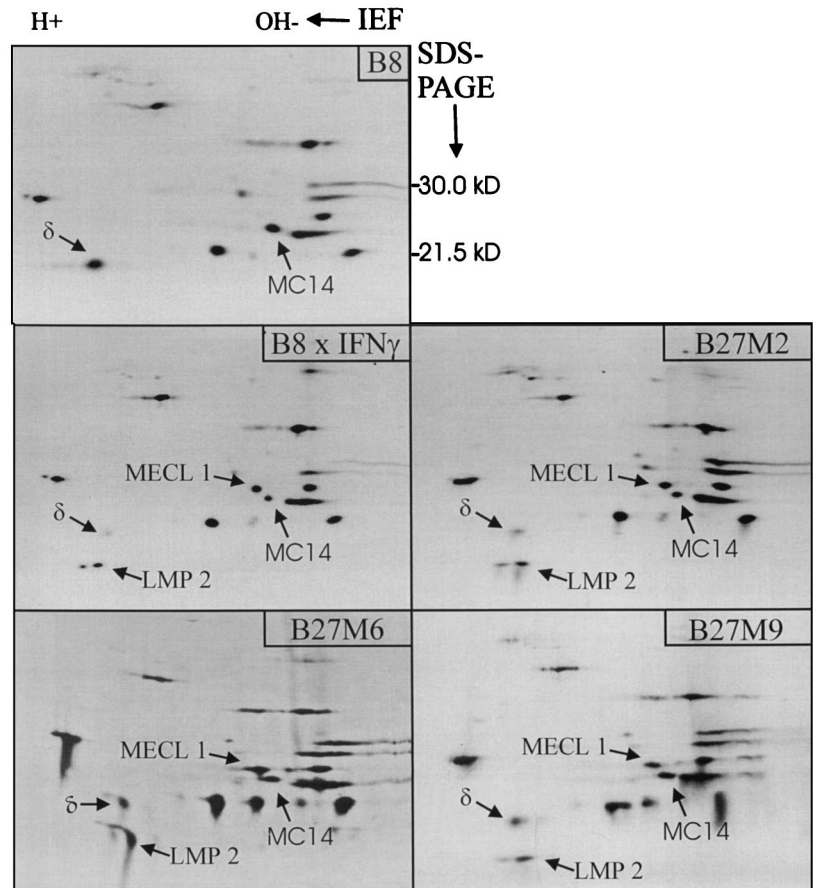 H+ OH- ← IEF
B8
SDS-
PAGE
30.0 kD
δ
21.5 kD
MC14
B8 x IFNγ
MECL 1
δ
MC14
LMP 2
B27M2
MECL 1
δ
MC14
LMP 2
B27M6
MECL 1
δ
MC14
LMP 2
B27M9
MECL 1
δ
MC14
LMP 2